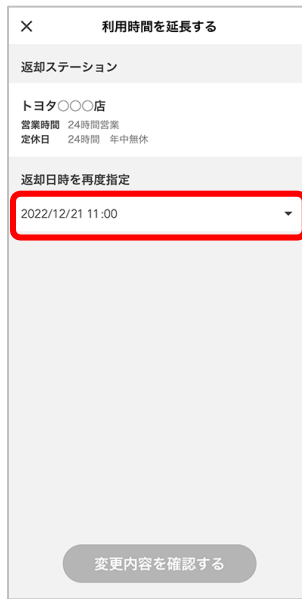 × 利用時間を延長する
返却ステーション
トヨタ○○○店
営業時間 24時間営業
定休日 24時間 年中無休
返却日時を再度指定
2022/12/21 11:00
変更内容を確認する